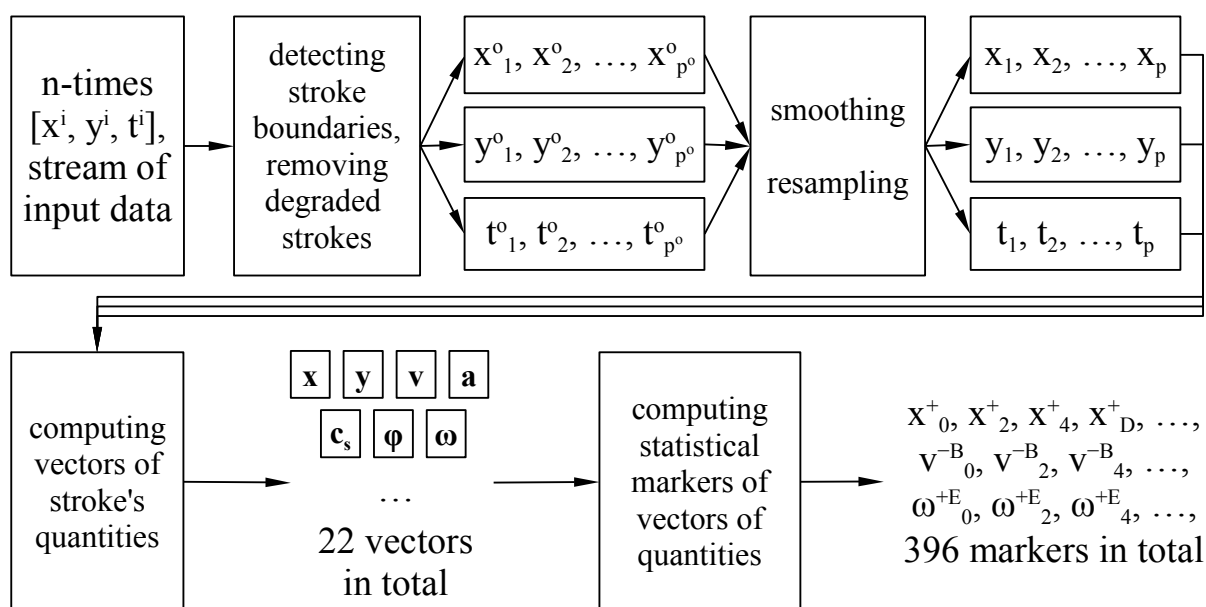 n-times
[xⁱ, yⁱ, tⁱ],
stream of
input data
detecting
stroke
boundaries,
removing
degraded
strokes
xᵒ₁, xᵒ₂, …, xᵒ_pᵒ
yᵒ₁, yᵒ₂, …, yᵒ_pᵒ
tᵒ₁, tᵒ₂, …, tᵒ_pᵒ
smoothing
resampling
x₁, x₂, …, xₚ
y₁, y₂, …, yₚ
t₁, t₂, …, tₚ
computing
vectors of
stroke's
quantities
x y v a
cₛ φ ω
…
22 vectors
in total
computing
statistical
markers of
vectors of
quantities
x⁺₀, x⁺₂, x⁺₄, x⁺_D, …,
v⁻ᴮ₀, v⁻ᴮ₂, v⁻ᴮ₄, …,
ω⁺ᴱ₀, ω⁺ᴱ₂, ω⁺ᴱ₄, …,
396 markers in total